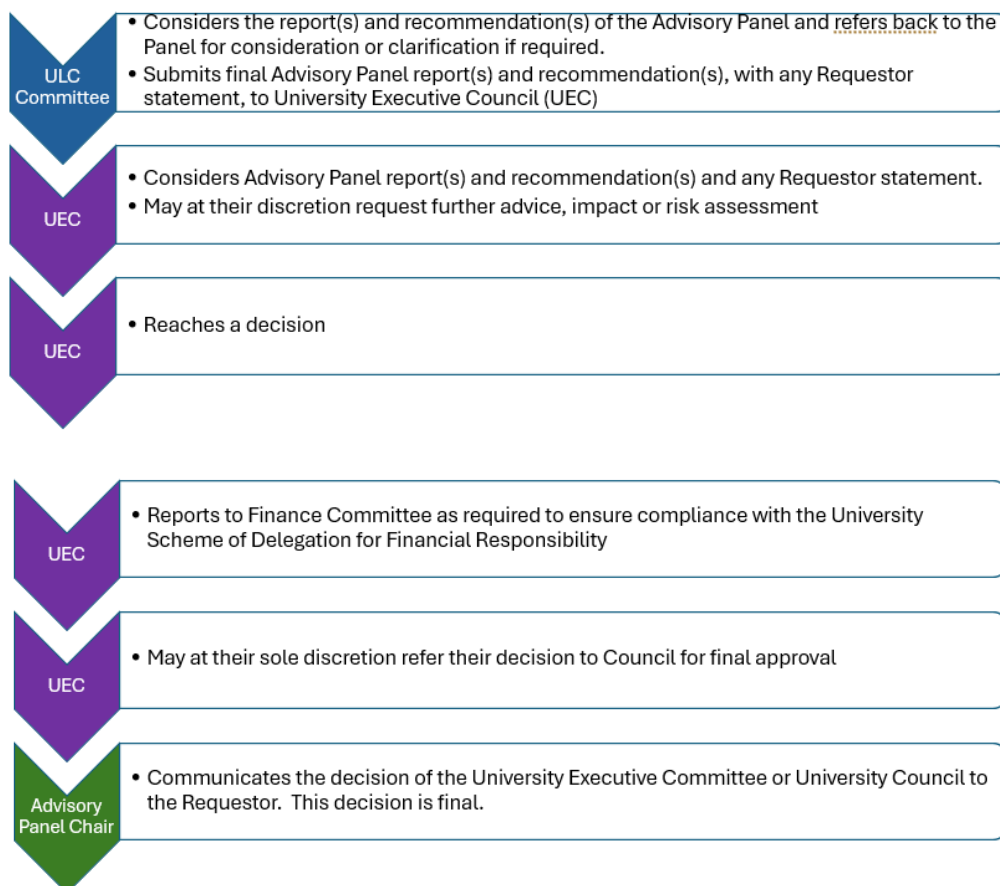 • Considers the report(s) and recommendation(s) of the Advisory Panel and refers back to the
Panel for consideration or clarification if required.
• Submits final Advisory Panel report(s) and recommendation(s), with any Requestor
statement, to University Executive Council (UEC)
ULC
Committee
• Considers Advisory Panel report(s) and recommendation(s) and any Requestor statement.
• May at their discretion request further advice, impact or risk assessment
UEC
• Reaches a decision
UEC
• Reports to Finance Committee as required to ensure compliance with the University
Scheme of Delegation for Financial Responsibility
UEC
• May at their sole discretion refer their decision to Council for final approval
UEC
• Communicates the decision of the University Executive Committee or University Council to
the Requestor.  This decision is final.
Advisory
Panel Chair